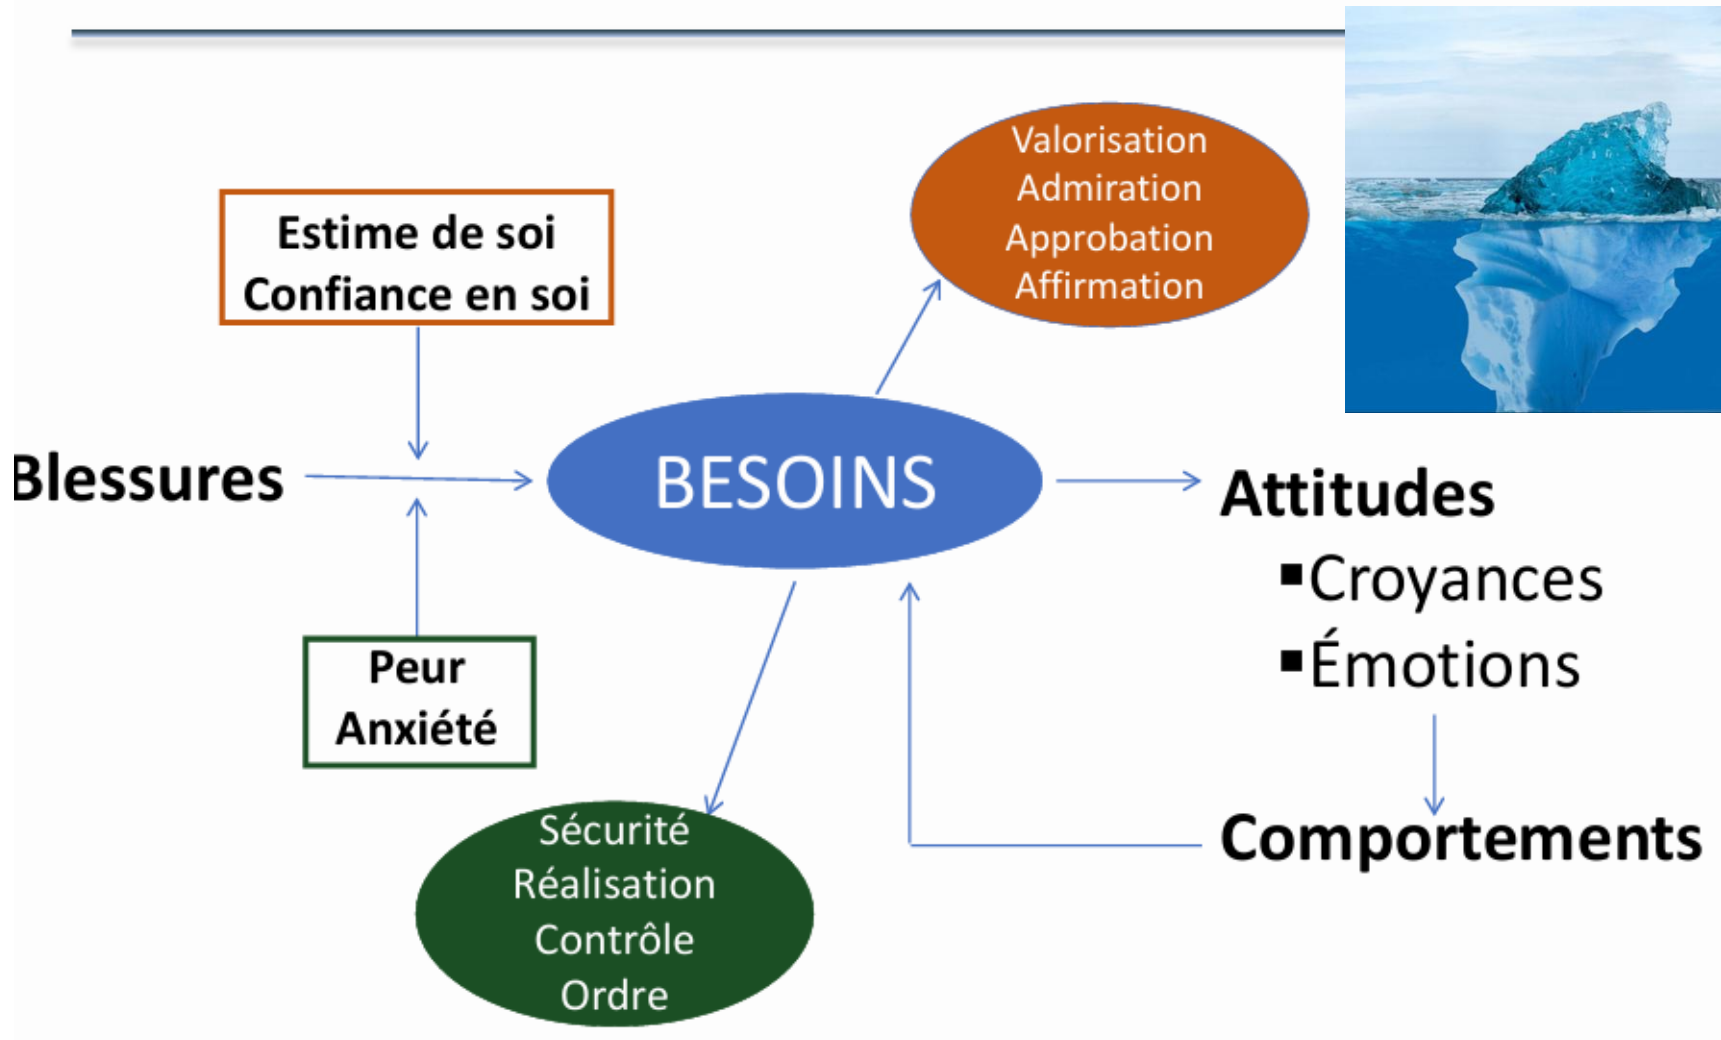 Valorisation
Admiration
Approbation
Affirmation
Estime de soi
Confiance en soi
Blessures
BESOINS
Attitudes
▪Croyances
▪Émotions
Peur
Anxiété
Comportements
Sécurité
Réalisation
Contrôle
Ordre